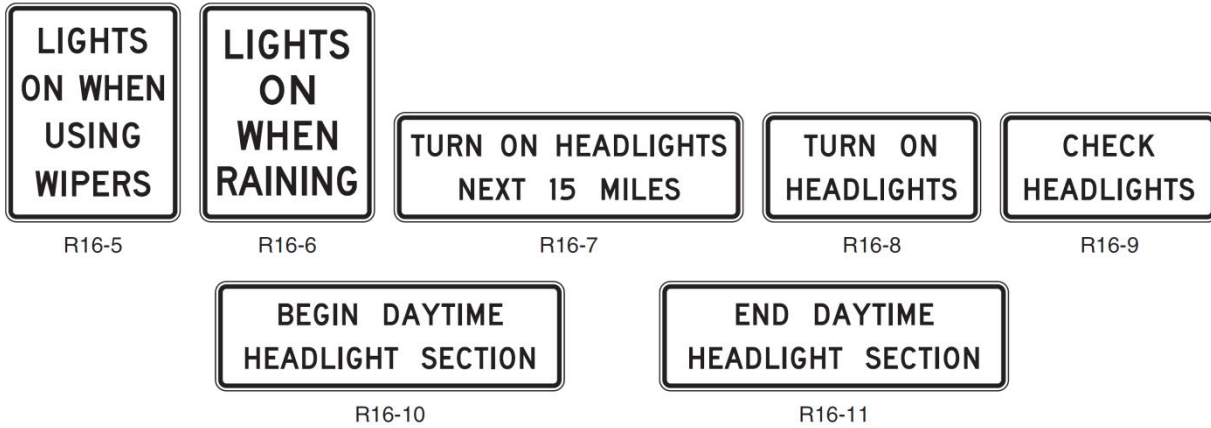 LIGHTS
ON WHEN
USING
WIPERS
R16-5
LIGHTS
ON
WHEN
RAINING
R16-6
TURN ON HEADLIGHTS
NEXT 15 MILES
R16-7
TURN ON
HEADLIGHTS
R16-8
CHECK
HEADLIGHTS
R16-9
BEGIN DAYTIME
HEADLIGHT SECTION
R16-10
END DAYTIME
HEADLIGHT SECTION
R16-11